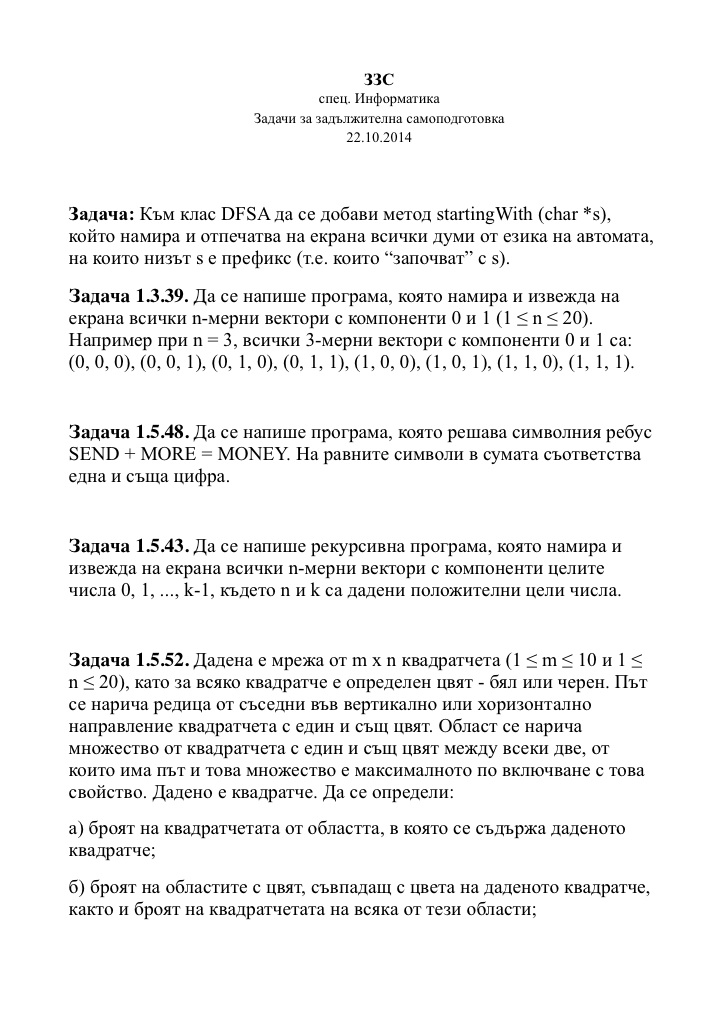 ЗЗС
спец. Информатика
Задачи за задължителна самоподготовка
22.10.2014
Задача: Към клас DFSA да се добави метод startingWith (char *s),
който намира и отпечатва на екрана всички думи от езика на автомата,
на които низът s е префикс (т.е. които “започват” с s).
Задача 1.3.39. Да се напише програма, която намира и извежда на
екрана всички n-мерни вектори с компоненти 0 и 1 (1 ≤ n ≤ 20).
Например при n = 3, всички 3-мерни вектори с компоненти 0 и 1 са:
(0, 0, 0), (0, 0, 1), (0, 1, 0), (0, 1, 1), (1, 0, 0), (1, 0, 1), (1, 1, 0), (1, 1, 1).
Задача 1.5.48. Да се напише програма, която решава символния ребус
SEND + MORE = MONEY. На равните символи в сумата съответства
една и съща цифра.
Задача 1.5.43. Да се напише рекурсивна програма, която намира и
извежда на екрана всички n-мерни вектори с компоненти целите
числа 0, 1, ..., k-1, където n и k са дадени положителни цели числа.
Задача 1.5.52. Дадена е мрежа от m x n квадратчета (1 ≤ m ≤ 10 и 1 ≤
n ≤ 20), като за всяко квадратче е определен цвят - бял или черен. Път
се нарича редица от съседни във вертикално или хоризонтално
направление квадратчета с един и същ цвят. Област се нарича
множество от квадратчета с един и същ цвят между всеки две, от
които има път и това множество е максималното по включване с това
свойство. Дадено е квадратче. Да се определи:
а) броят на квадратчетата от областта, в която се съдържа даденото
квадратче;
б) броят на областите с цвят, съвпадащ с цвета на даденото квадратче,
както и броят на квадратчетата на всяка от тези области;